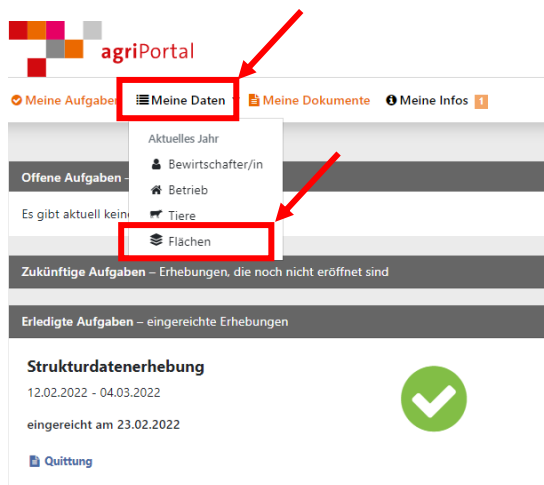 agriPortal
Meine Aufgaben Meine Daten Meine Dokumente Meine Infos 1
Aktuelles Jahr
Bewirtschafter/in
Offene Aufgaben –
Betrieb
Es gibt aktuell kein
Tiere
Flächen
Zukünftige Aufgaben – Erhebungen, die noch nicht eröffnet sind
Erledigte Aufgaben – eingereichte Erhebungen
Strukturdatenerhebung
12.02.2022 - 04.03.2022
eingereicht am 23.02.2022
Quittung